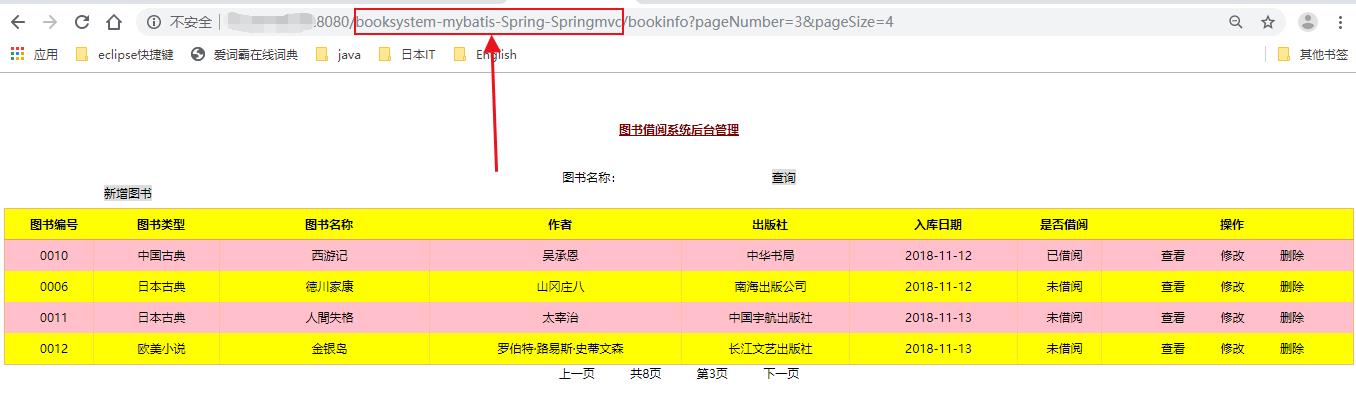 不安全 | :8080/booksystem-mybatis-Spring-Springmvc/bookinfo?pageNumber=3&pageSize=4
应用 eclipse快捷键 爱词霸在线词典 java 日本IT English 其他书签
图书借阅系统后台管理
图书名称: 查询
新增图书
图书编号 图书类型 图书名称 作者 出版社 入库日期 是否借阅 操作
0010 中国古典 西游记 吴承恩 中华书局 2018-11-12 已借阅 查看 修改 删除
0006 日本古典 德川家康 山冈庄八 南海出版公司 2018-11-12 未借阅 查看 修改 删除
0011 日本古典 人間失格 太宰治 中国宇航出版社 2018-11-13 未借阅 查看 修改 删除
0012 欧美小说 金银岛 罗伯特·路易斯·史蒂文森 长江文艺出版社 2018-11-13 未借阅 查看 修改 删除
上一页 共8页 第3页 下一页